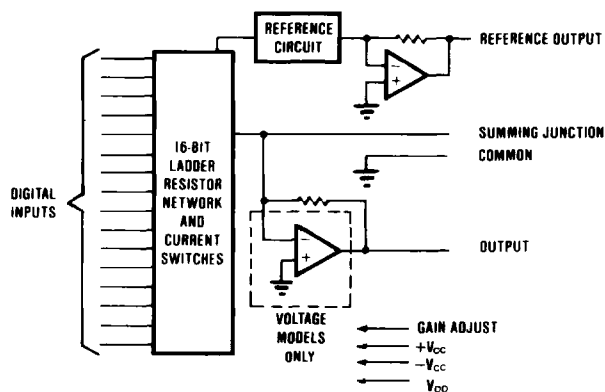 REFERENCE
CIRCUIT
REFERENCE OUTPUT
SUMMING JUNCTION
COMMON
16-BIT
LADDER
RESISTOR
NETWORK
AND
CURRENT
SWITCHES
DIGITAL
INPUTS
OUTPUT
VOLTAGE
MODELS
ONLY
GAIN ADJUST
+VCC
−VCC
VDD
− +
− +